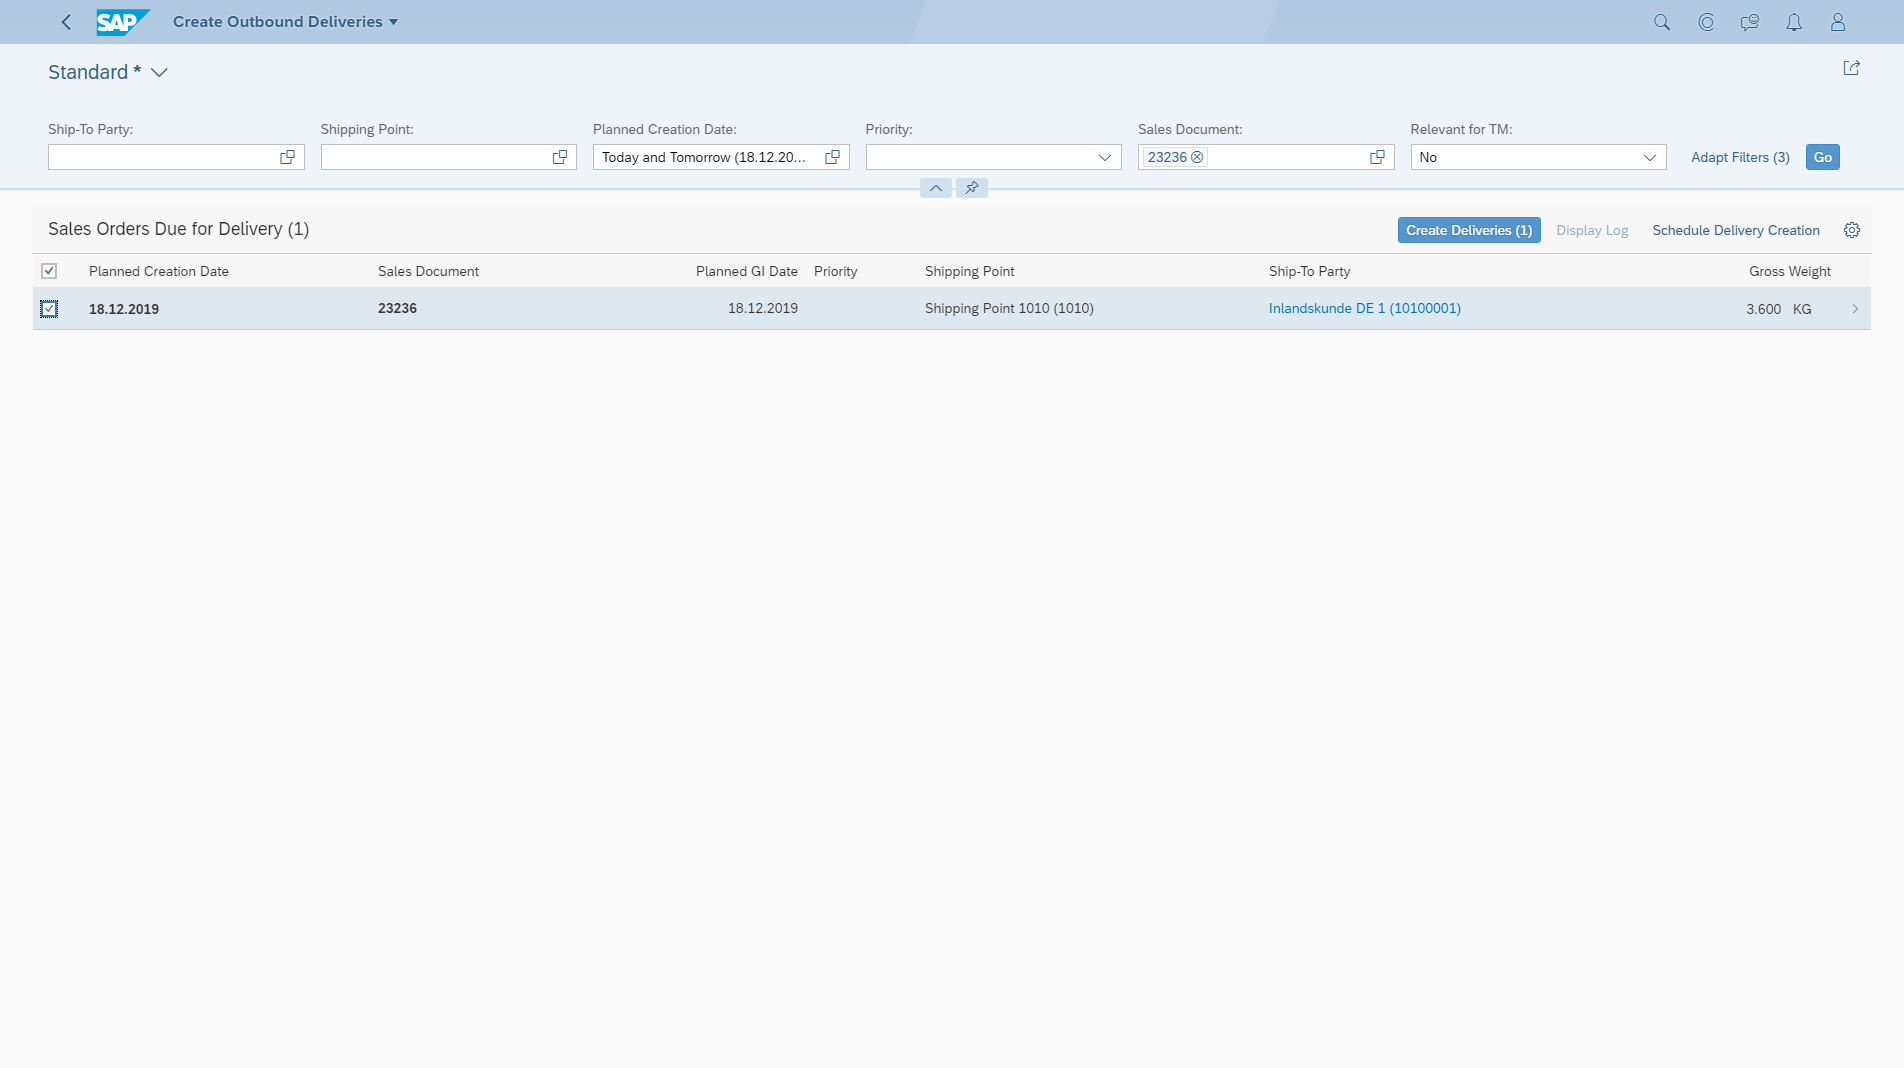 SAP Create Outbound Deliveries
Standard *
Ship-To Party: Shipping Point: Planned Creation Date: Priority: Sales Document: Relevant for TM:
Today and Tomorrow (18.12.20... 23236 No Adapt Filters (3) Go
Sales Orders Due for Delivery (1) Create Deliveries (1) Display Log Schedule Delivery Creation
Planned Creation Date Sales Document Planned GI Date Priority Shipping Point Ship-To Party Gross Weight
18.12.2019 23236 18.12.2019 Shipping Point 1010 (1010) Inlandskunde DE 1 (10100001) 3.600 KG